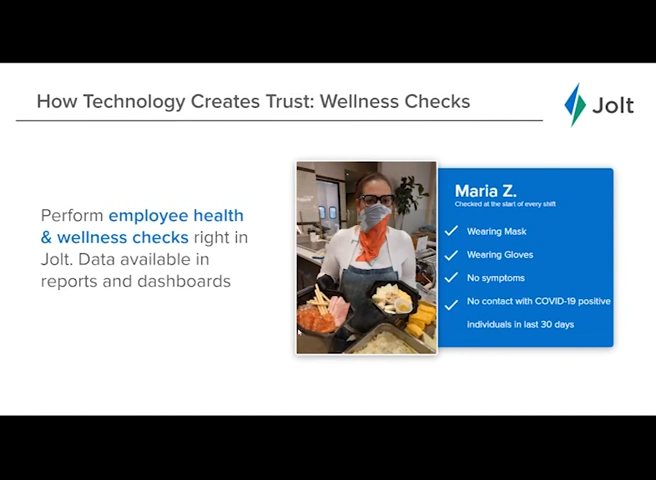 How Technology Creates Trust: Wellness Checks
Jolt
Perform employee health
& wellness checks right in
Jolt. Data available in
reports and dashboards
Maria Z.
Checked at the start of every shift
Wearing Mask
Wearing Gloves
No symptoms
No contact with COVID-19 positive
individuals in last 30 days